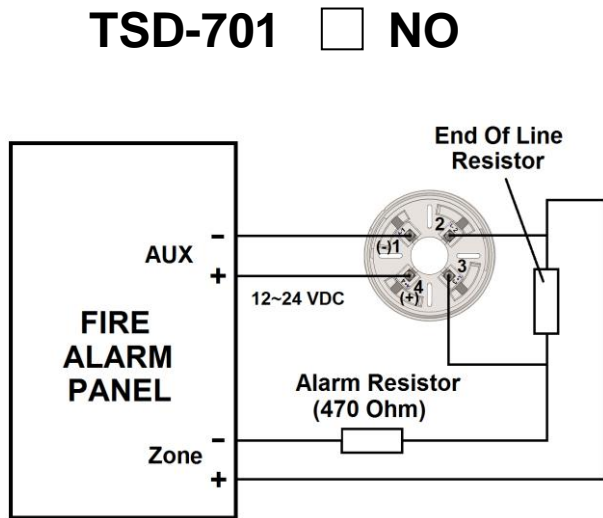 TSD-701 □ NO
End Of Line
Resistor
-
AUX
+
12~24 VDC
(-)1
2
3
4
(+)
FIRE
ALARM
PANEL
Alarm Resistor
(470 Ohm)
-
Zone
+